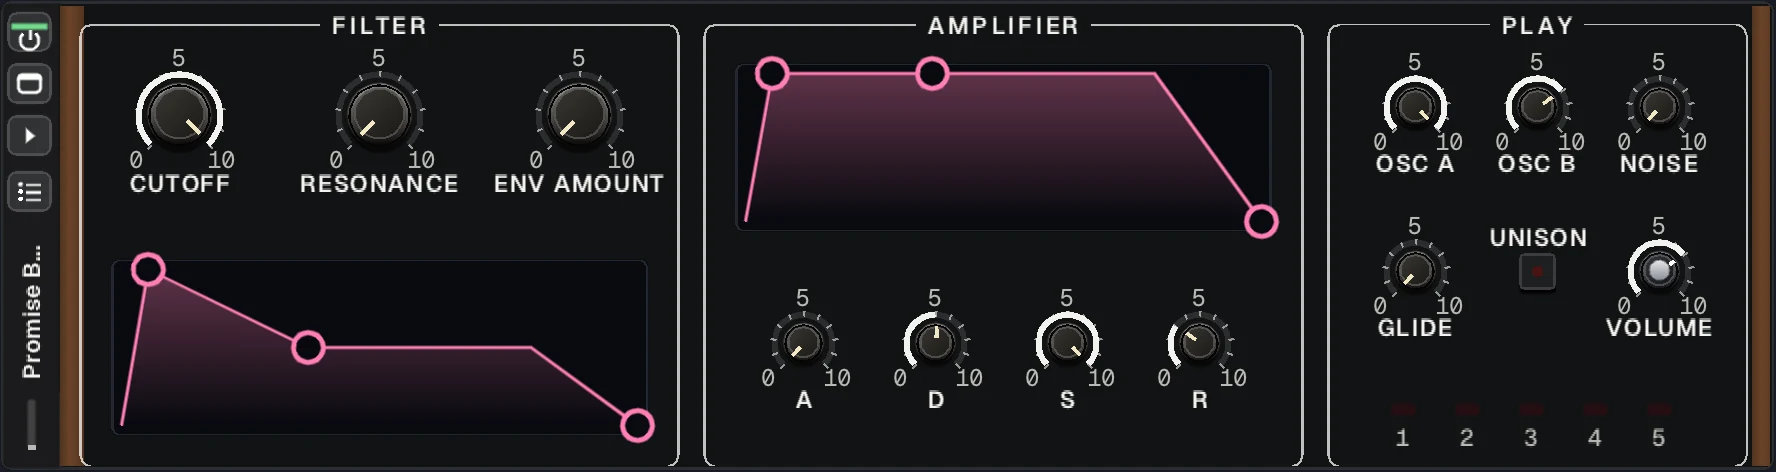 FILTER
5
5
5
0
10
0
10
0
10
CUTOFF
RESONANCE
ENV AMOUNT
AMPLIFIER
5
5
5
5
0
10
0
10
0
10
0
10
A
D
S
R
PLAY
5
5
5
0
10
0
10
0
10
OSC A
OSC B
NOISE
5
UNISON
5
0
10
0
10
GLIDE
VOLUME
1
2
3
4
5
Promise B...